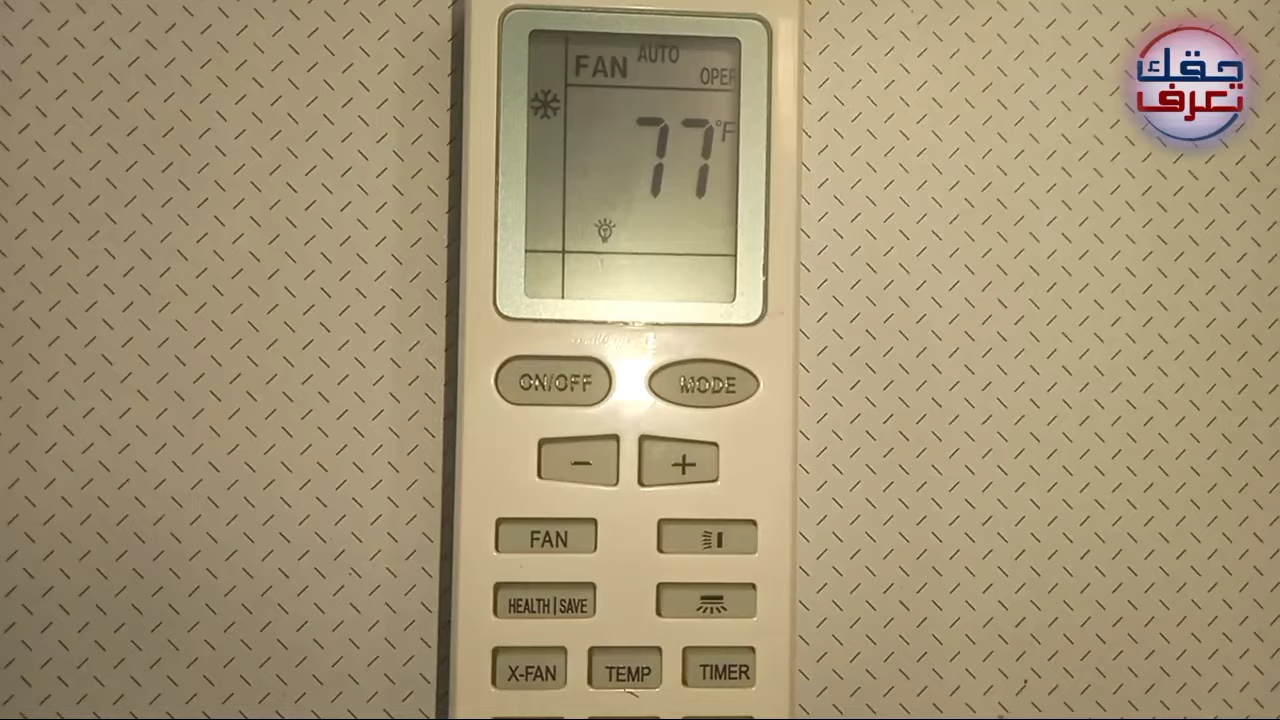 حقك
تعرف
FAN AUTO
OPER
77°F
ON/OFF
MODE
−
+
FAN
HEALTH | SAVE
X-FAN
TEMP
TIMER